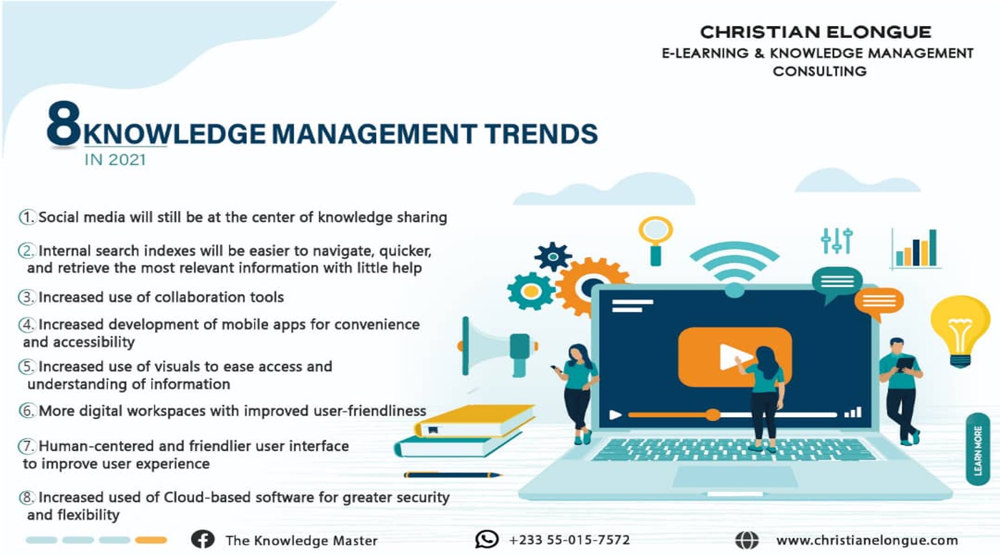 CHRISTIAN ELONGUE
E-LEARNING & KNOWLEDGE MANAGEMENT
CONSULTING
8 KNOWLEDGE MANAGEMENT TRENDS
IN 2021
1. Social media will still be at the center of knowledge sharing
2. Internal search indexes will be easier to navigate, quicker,
and retrieve the most relevant information with little help
3. Increased use of collaboration tools
4. Increased development of mobile apps for convenience
and accessibility
5. Increased use of visuals to ease access and
understanding of information
6. More digital workspaces with improved user-friendliness
7. Human-centered and friendlier user interface
to improve user experience
8. Increased used of Cloud-based software for greater security
and flexibility
LEARN MORE
The Knowledge Master
+233 55-015-7572
www.christianelongue.com